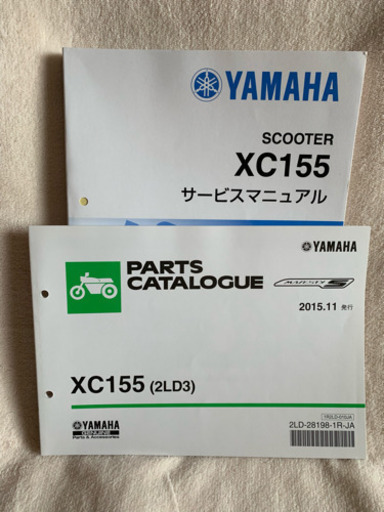 YAMAHA
SCOOTER
XC155
サービスマニュアル
YAMAHA
PARTS
CATALOGUE
MAJESTY S
2015.11 発行
XC155 (2LD3)
YAMAHA
GENUINE
Parts & Accessories
2LD-28198-1R-JA